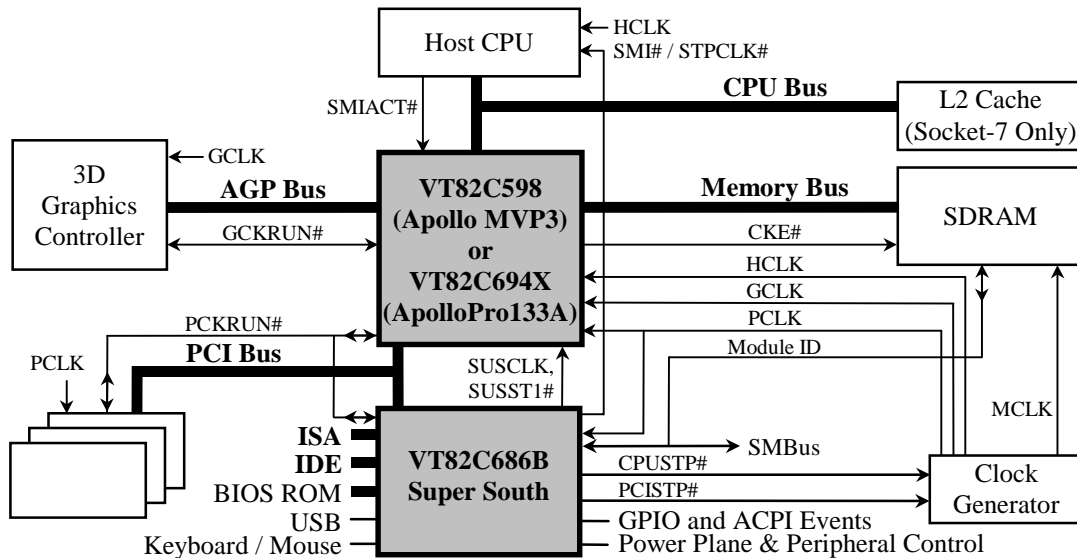 Host CPU
HCLK
SMI# / STPCLK#
SMIACT#
CPU Bus
L2 Cache
(Socket-7 Only)
3D
Graphics
Controller
GCLK
AGP Bus
GCKRUN#
VT82C598
(Apollo MVP3)
or
VT82C694X
(ApolloPro133A)
Memory Bus
SDRAM
CKE#
HCLK
GCLK
PCLK
Module ID
PCKRUN#
PCI Bus
PCLK
SUSCLK,
SUSST1#
MCLK
ISA
IDE
BIOS ROM
USB
Keyboard / Mouse
VT82C686B
Super South
SMBus
CPUSTP#
PCISTP#
Clock
Generator
GPIO and ACPI Events
Power Plane & Peripheral Control